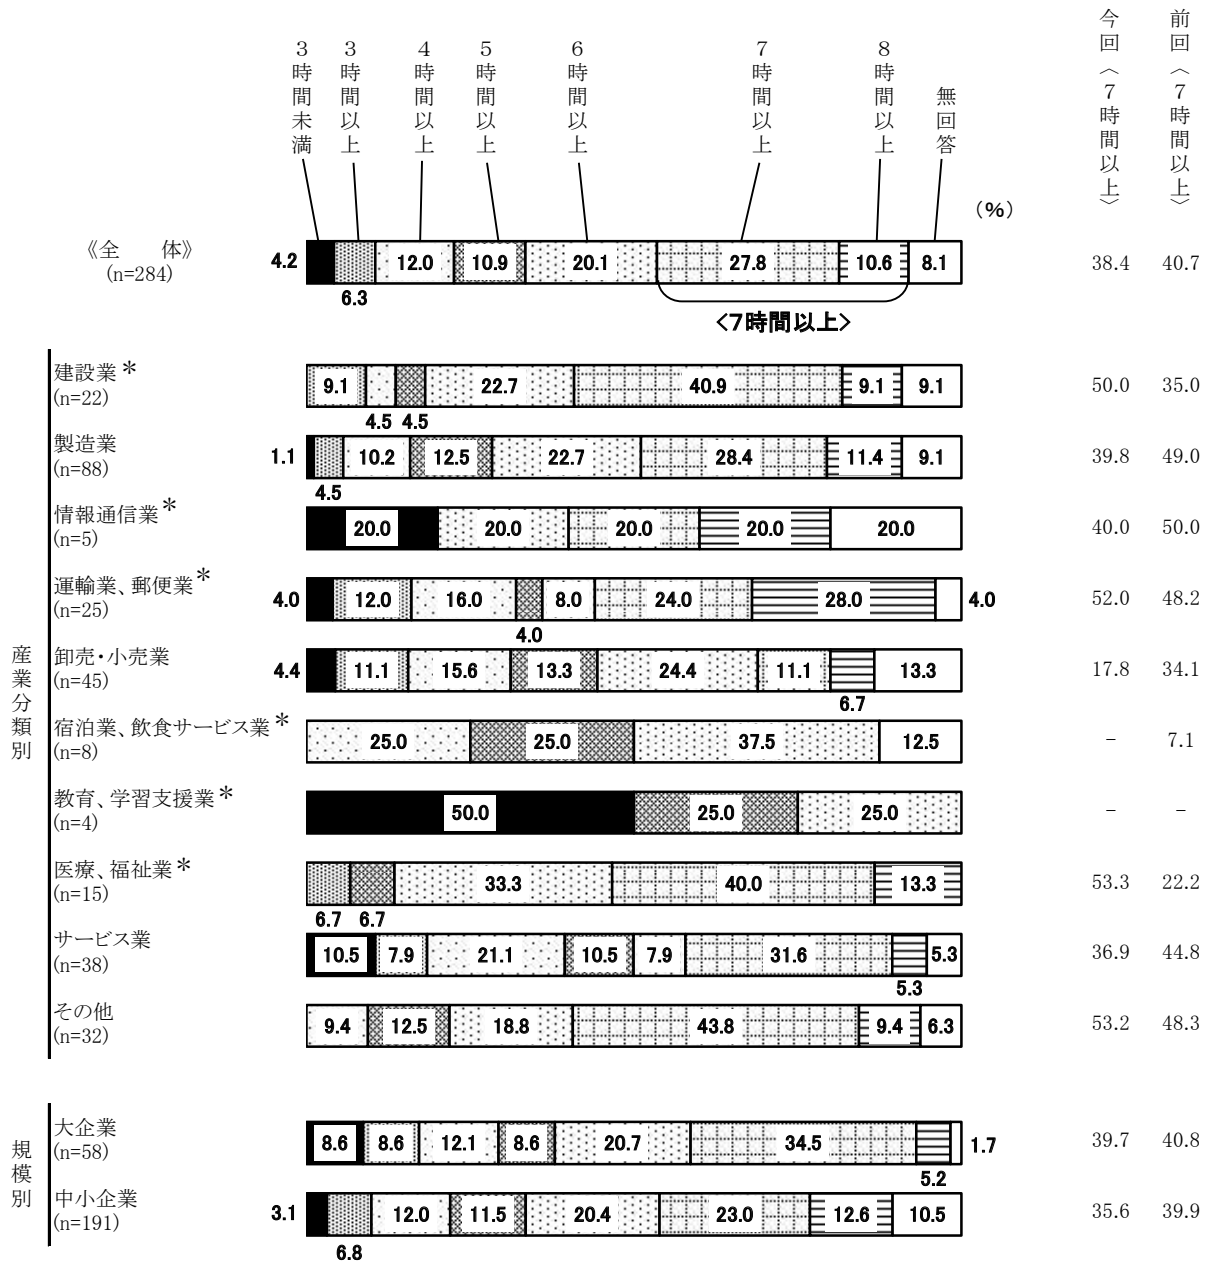 3時間未満
3時間以上
4時間以上
5時間以上
6時間以上
7時間以上
8時間以上
無回答
今回〈7時間以上〉
前回〈7時間以上〉
(%)
《全　体》
(n=284)
4.2
6.3
12.0
10.9
20.1
27.8
10.6
8.1
38.4
40.7
<7時間以上>
産業分類別
建設業＊
(n=22)
9.1
4.5
4.5
22.7
40.9
9.1
9.1
50.0
35.0
製造業
(n=88)
1.1
4.5
10.2
12.5
22.7
28.4
11.4
9.1
39.8
49.0
情報通信業＊
(n=5)
20.0
20.0
20.0
20.0
20.0
40.0
50.0
運輸業、郵便業＊
(n=25)
4.0
12.0
16.0
4.0
8.0
24.0
28.0
4.0
52.0
48.2
卸売・小売業
(n=45)
4.4
11.1
15.6
13.3
24.4
11.1
6.7
13.3
17.8
34.1
宿泊業、飲食サービス業＊
(n=8)
25.0
25.0
37.5
12.5
−
7.1
教育、学習支援業＊
(n=4)
50.0
25.0
25.0
−
−
医療、福祉業＊
(n=15)
6.7
6.7
33.3
40.0
13.3
53.3
22.2
サービス業
(n=38)
10.5
7.9
21.1
10.5
7.9
31.6
5.3
5.3
36.9
44.8
その他
(n=32)
9.4
12.5
18.8
43.8
9.4
6.3
53.2
48.3
規模別
大企業
(n=58)
8.6
8.6
12.1
8.6
20.7
34.5
5.2
1.7
39.7
40.8
中小企業
(n=191)
3.1
6.8
12.0
11.5
20.4
23.0
12.6
10.5
35.6
39.9